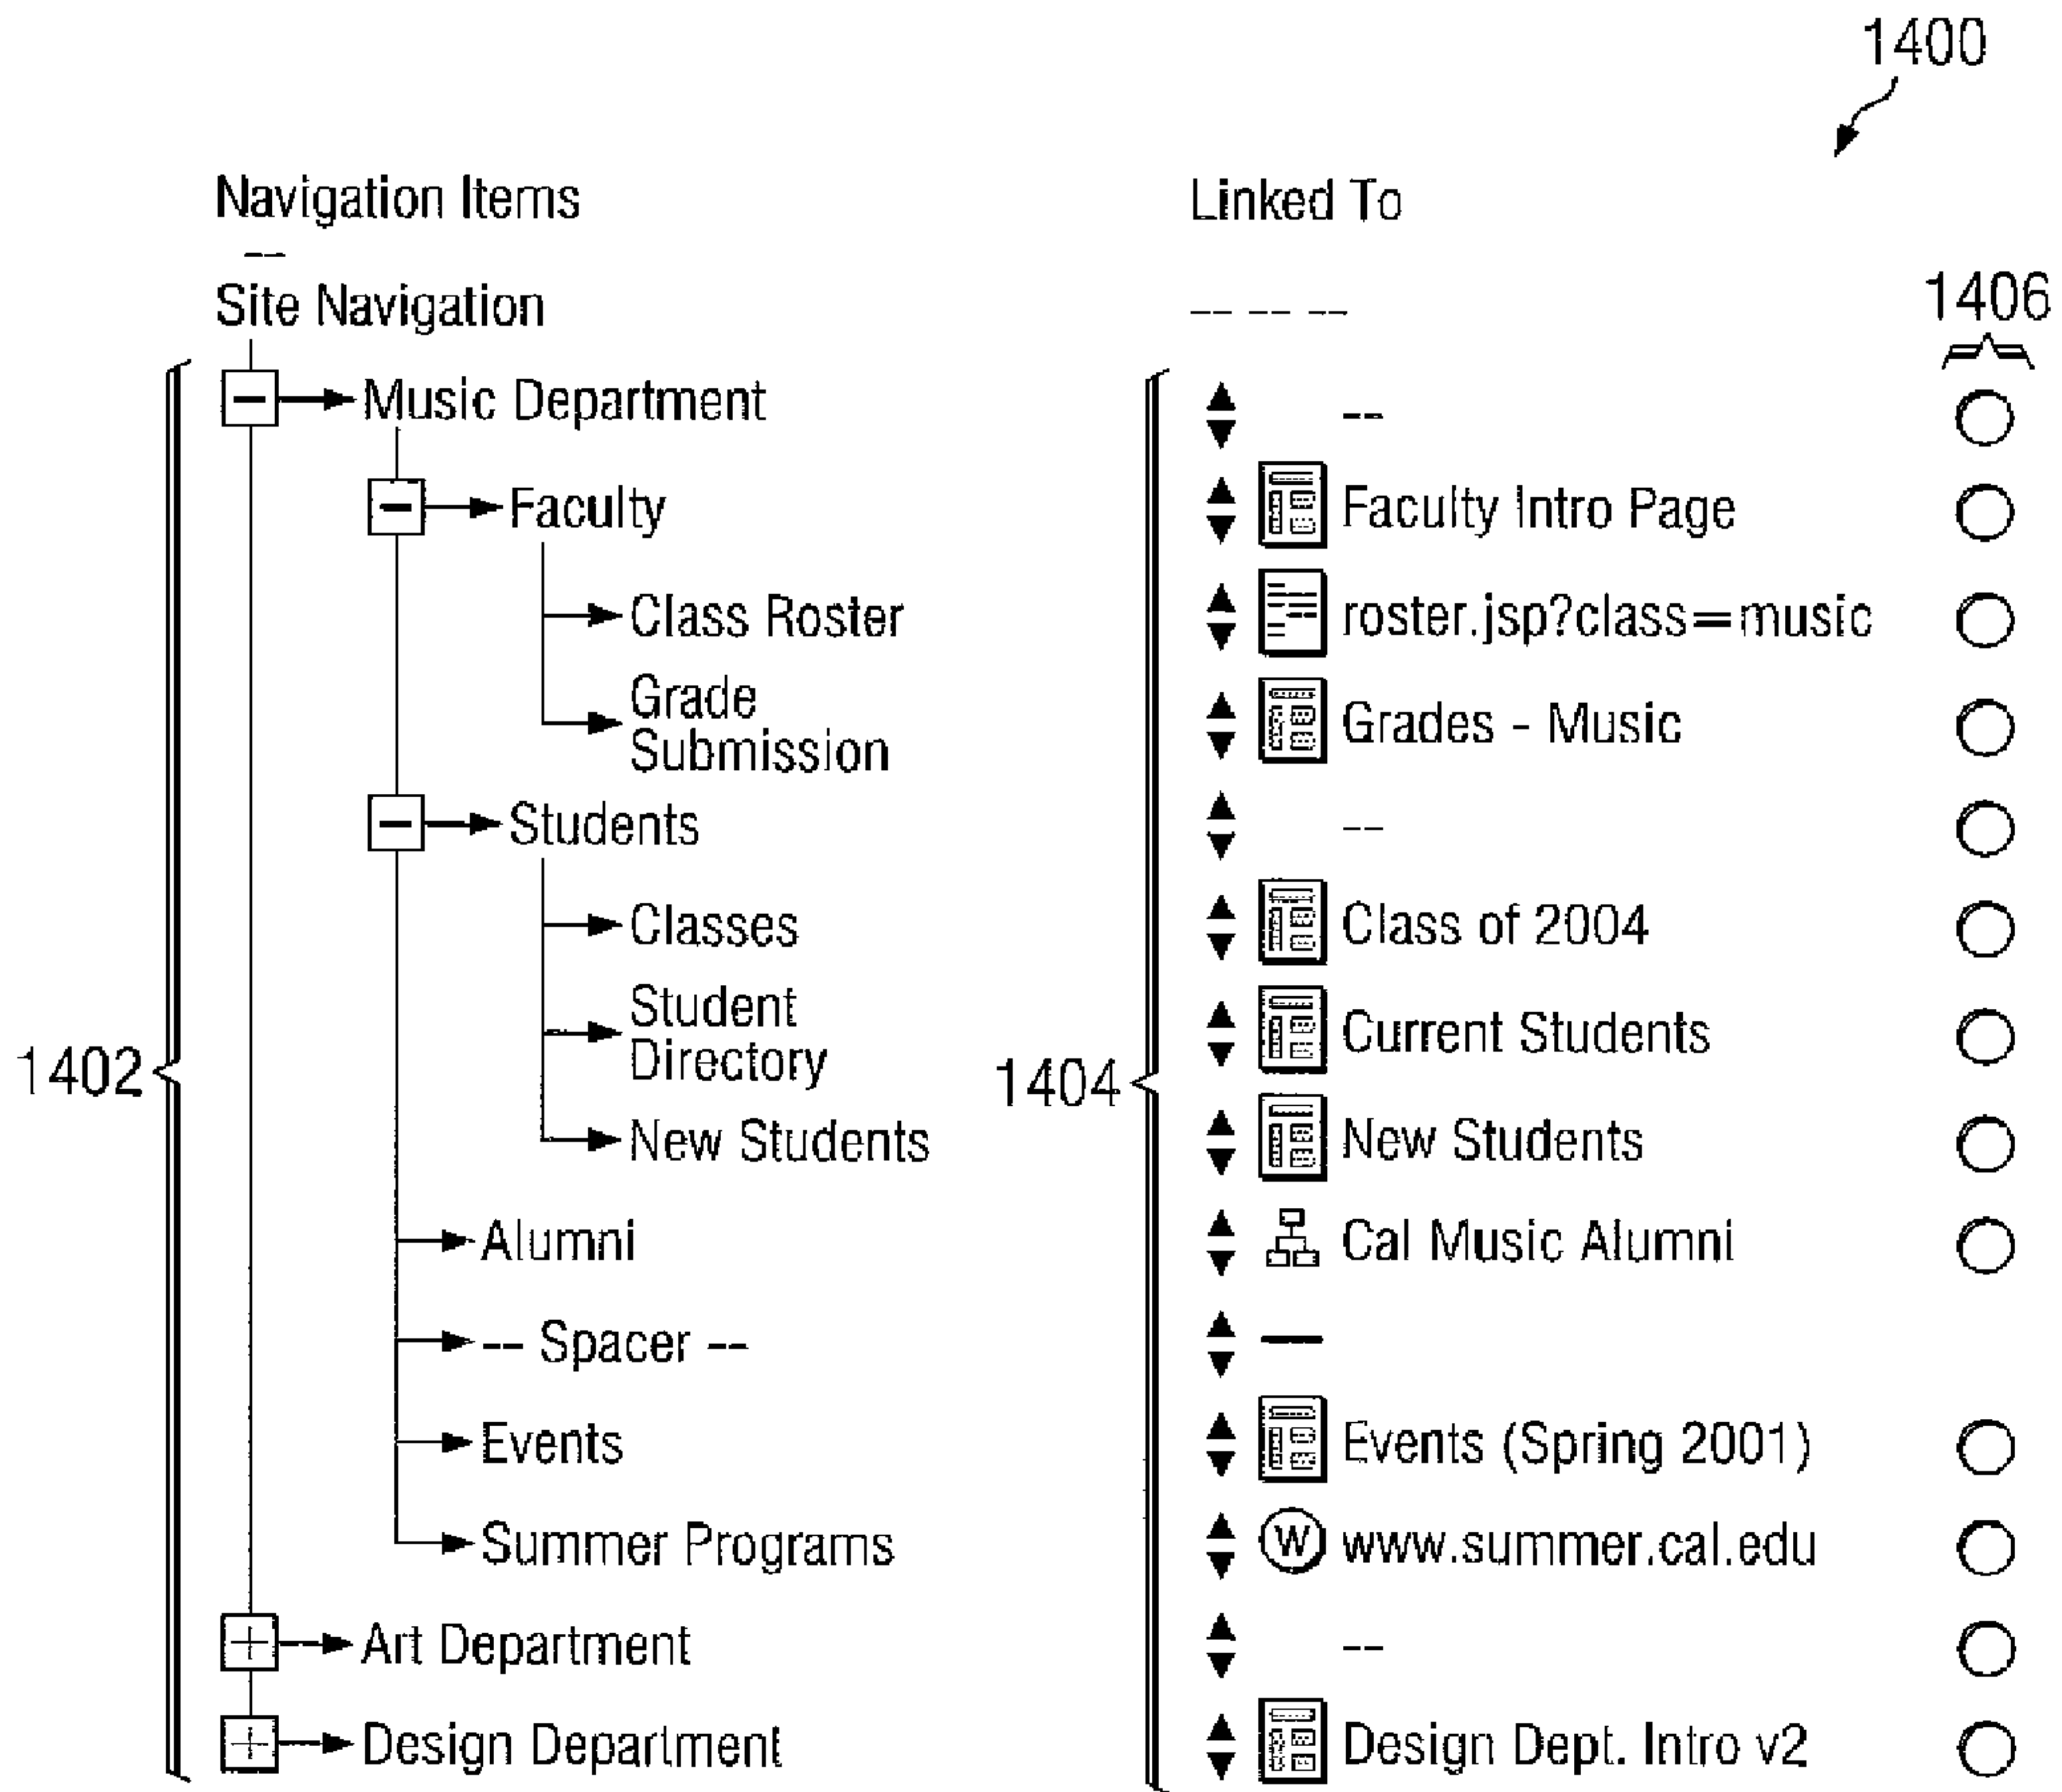 1400
Navigation Items Linked To
--
Site Navigation -- -- -- 1406
Music Department --
Faculty Faculty Intro Page
Class Roster roster.jsp?class=music
Grade
Submission Grades - Music
Students --
Classes Class of 2004
Student
Directory Current Students
1402 1404
New Students New Students
Alumni Cal Music Alumni
-- Spacer --
Events Events (Spring 2001)
Summer Programs W www.summer.cal.edu
Art Department --
Design Department Design Dept. Intro v2